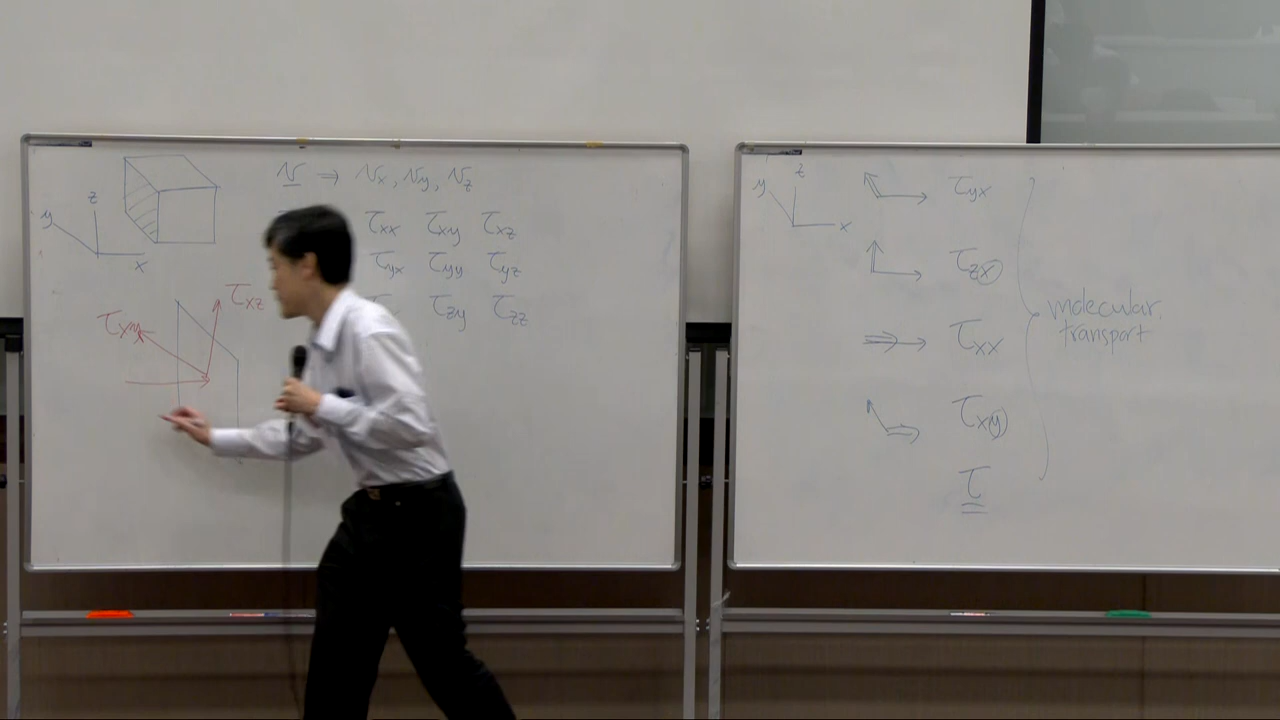 v → vx, vy, vz
τxx τxy τxz
τyx τyy τyz
τzy τzz
z
y
x
τxz
τxy
z
y
x
τyx
τzx
τxx
τxy
τ
molecular
transport